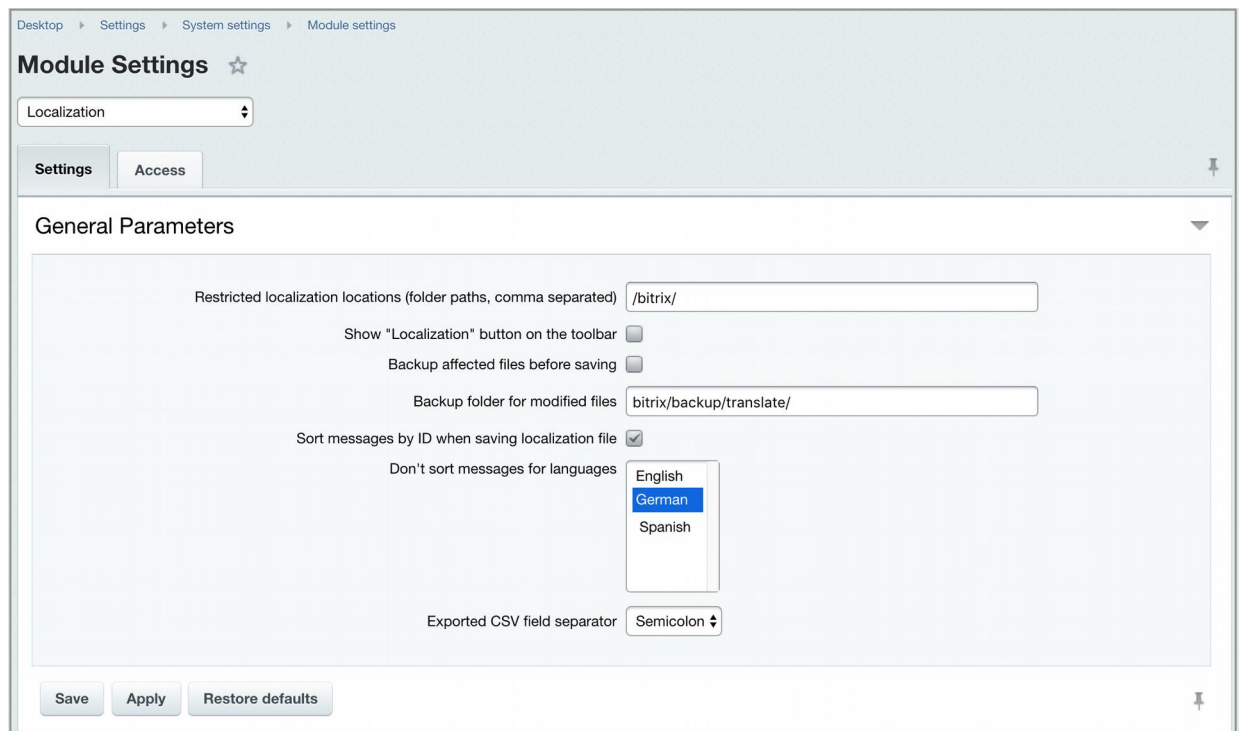 Desktop Settings System settings Module settings
Module Settings
Localization
Settings Access
General Parameters
Restricted localization locations (folder paths, comma separated) /bitrix/
Show "Localization" button on the toolbar
Backup affected files before saving
Backup folder for modified files bitrix/backup/translate/
Sort messages by ID when saving localization file
Don't sort messages for languages English
German
Spanish
Exported CSV field separator Semicolon
Save Apply Restore defaults